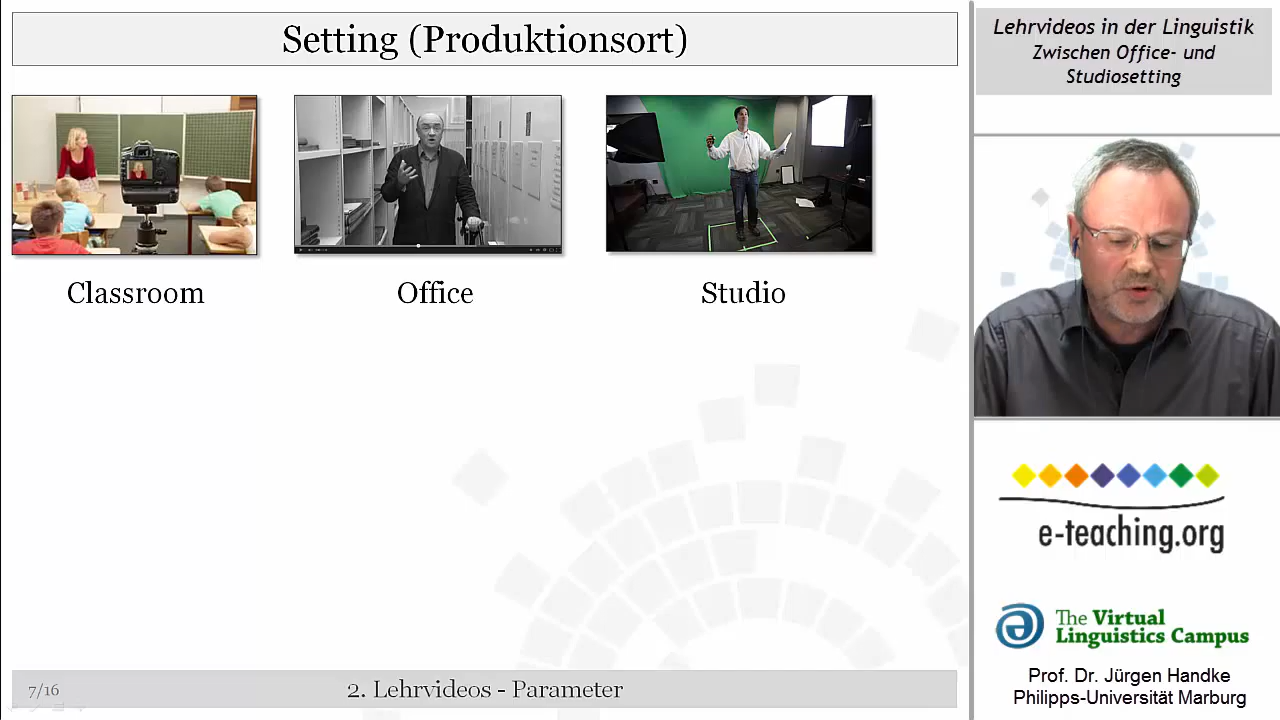 Setting (Produktionsort)
Classroom
Office
Studio
7/16
2. Lehrvideos - Parameter
Lehrvideos in der Linguistik
Zwischen Office- und
Studiosetting
e-teaching.org
The Virtual
Linguistics Campus
Prof. Dr. Jürgen Handke
Philipps-Universität Marburg